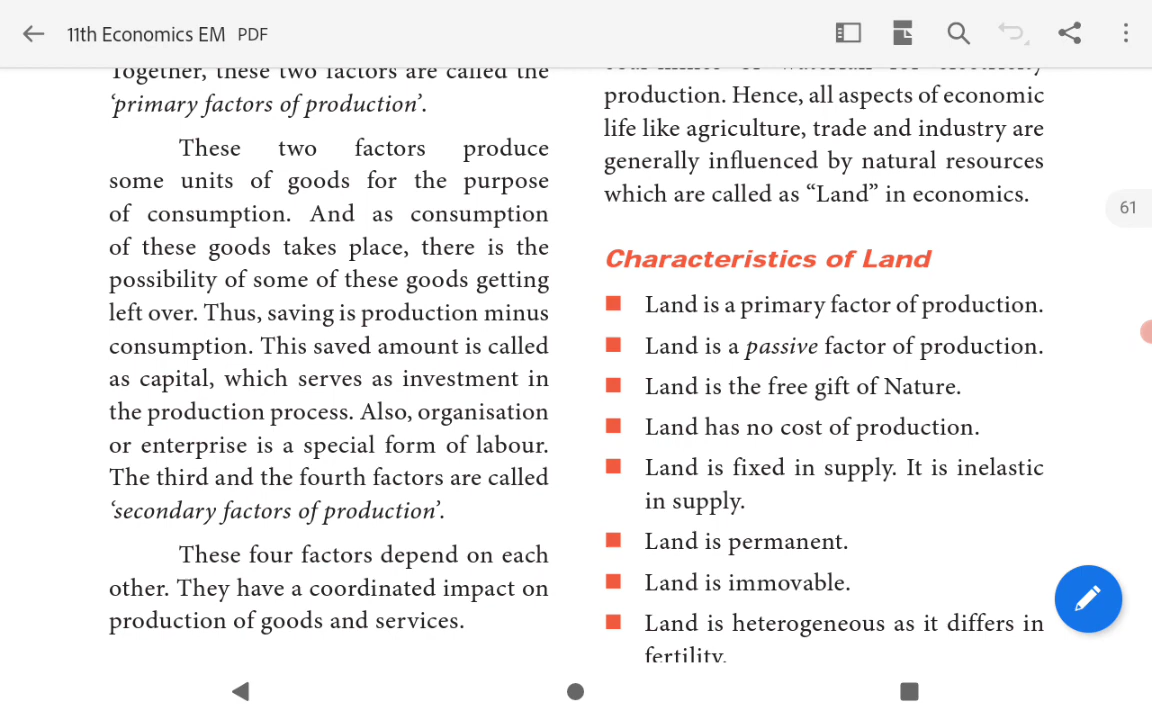 11th Economics EM PDF
Together, these two factors are called the
‘primary factors of production’.
These two factors produce
some units of goods for the purpose
of consumption. And as consumption
of these goods takes place, there is the
possibility of some of these goods getting
left over. Thus, saving is production minus
consumption. This saved amount is called
as capital, which serves as investment in
the production process. Also, organisation
or enterprise is a special form of labour.
The third and the fourth factors are called
‘secondary factors of production’.
These four factors depend on each
other. They have a coordinated impact on
production of goods and services.
production. Hence, all aspects of economic
life like agriculture, trade and industry are
generally influenced by natural resources
which are called as “Land” in economics.
61
Characteristics of Land
Land is a primary factor of production.
Land is a passive factor of production.
Land is the free gift of Nature.
Land has no cost of production.
Land is fixed in supply. It is inelastic
in supply.
Land is permanent.
Land is immovable.
Land is heterogeneous as it differs in
fertility.